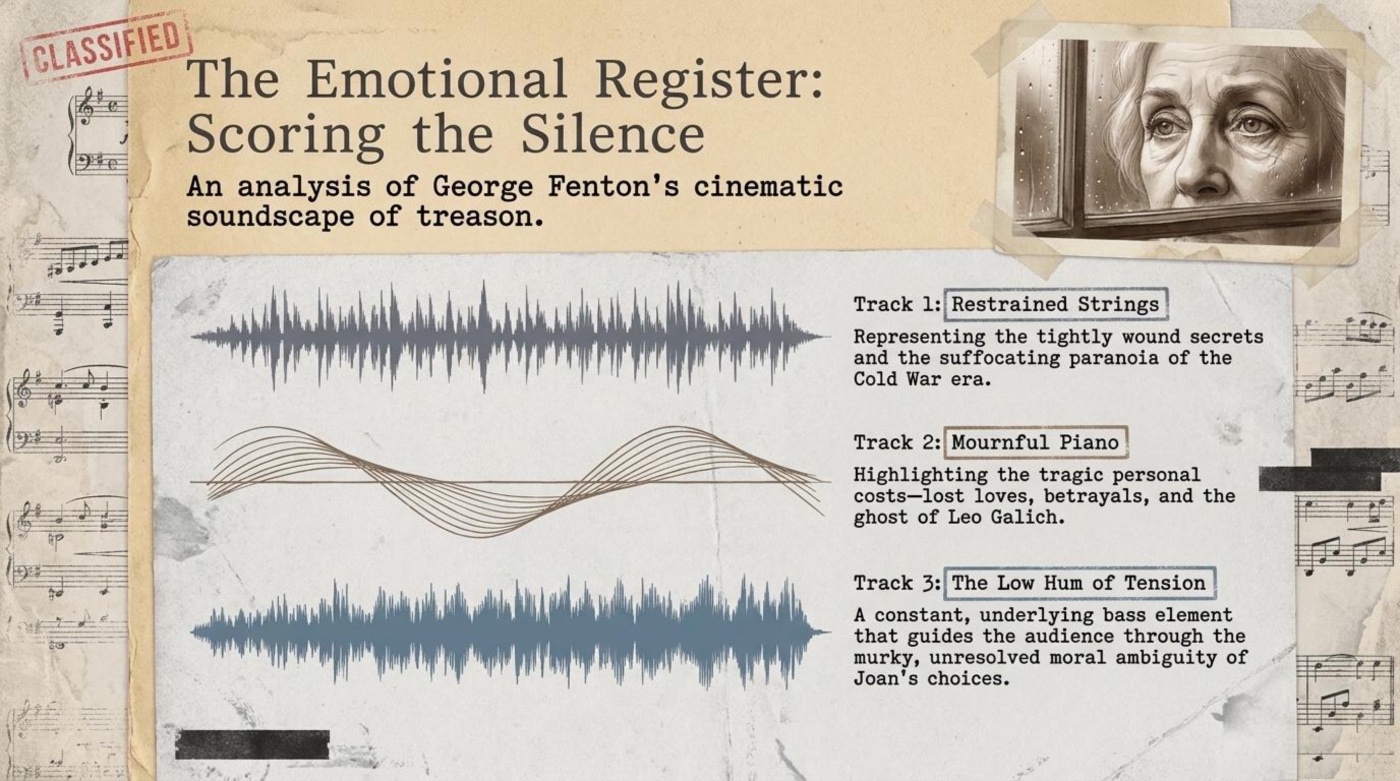 CLASSIFIED
The Emotional Register:
Scoring the Silence
An analysis of George Fenton's cinematic
soundscape of treason.
Track 1: Restrained Strings
Representing the tightly wound secrets
and the suffocating paranoia of the
Cold War era.
Track 2: Mournful Piano
Highlighting the tragic personal
costs—lost loves, betrayals, and the
ghost of Leo Galich.
Track 3: The Low Hum of Tension
A constant, underlying bass element
that guides the audience through the
murky, unresolved moral ambiguity of
Joan's choices.